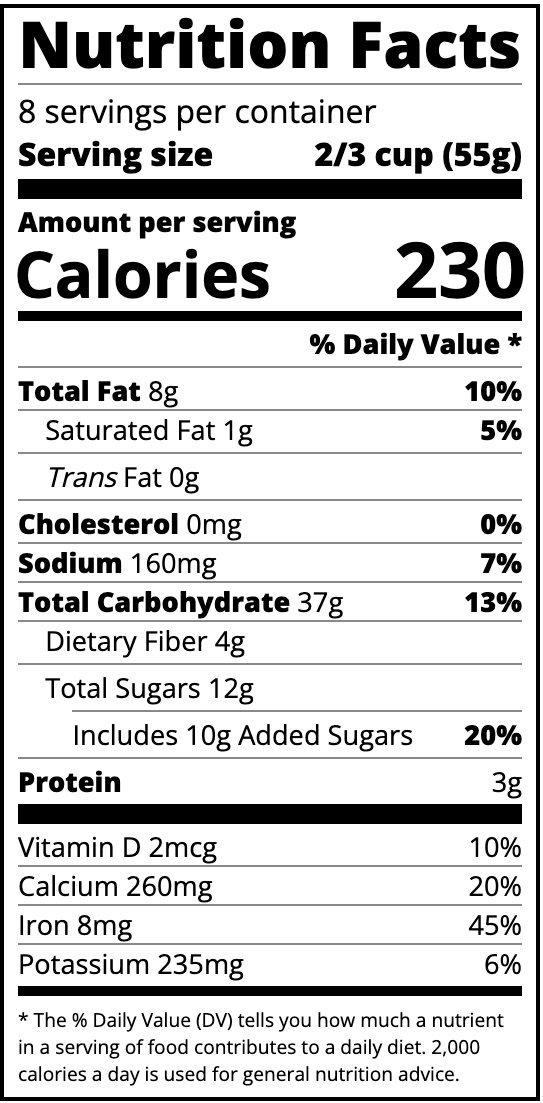 Nutrition Facts
8 servings per container
Serving size 2/3 cup (55g)
Amount per serving
Calories 230
% Daily Value *
Total Fat 8g 10%
Saturated Fat 1g 5%
Trans Fat 0g
Cholesterol 0mg 0%
Sodium 160mg 7%
Total Carbohydrate 37g 13%
Dietary Fiber 4g
Total Sugars 12g
Includes 10g Added Sugars 20%
Protein 3g
Vitamin D 2mcg 10%
Calcium 260mg 20%
Iron 8mg 45%
Potassium 235mg 6%
* The % Daily Value (DV) tells you how much a nutrient
in a serving of food contributes to a daily diet. 2,000
calories a day is used for general nutrition advice.